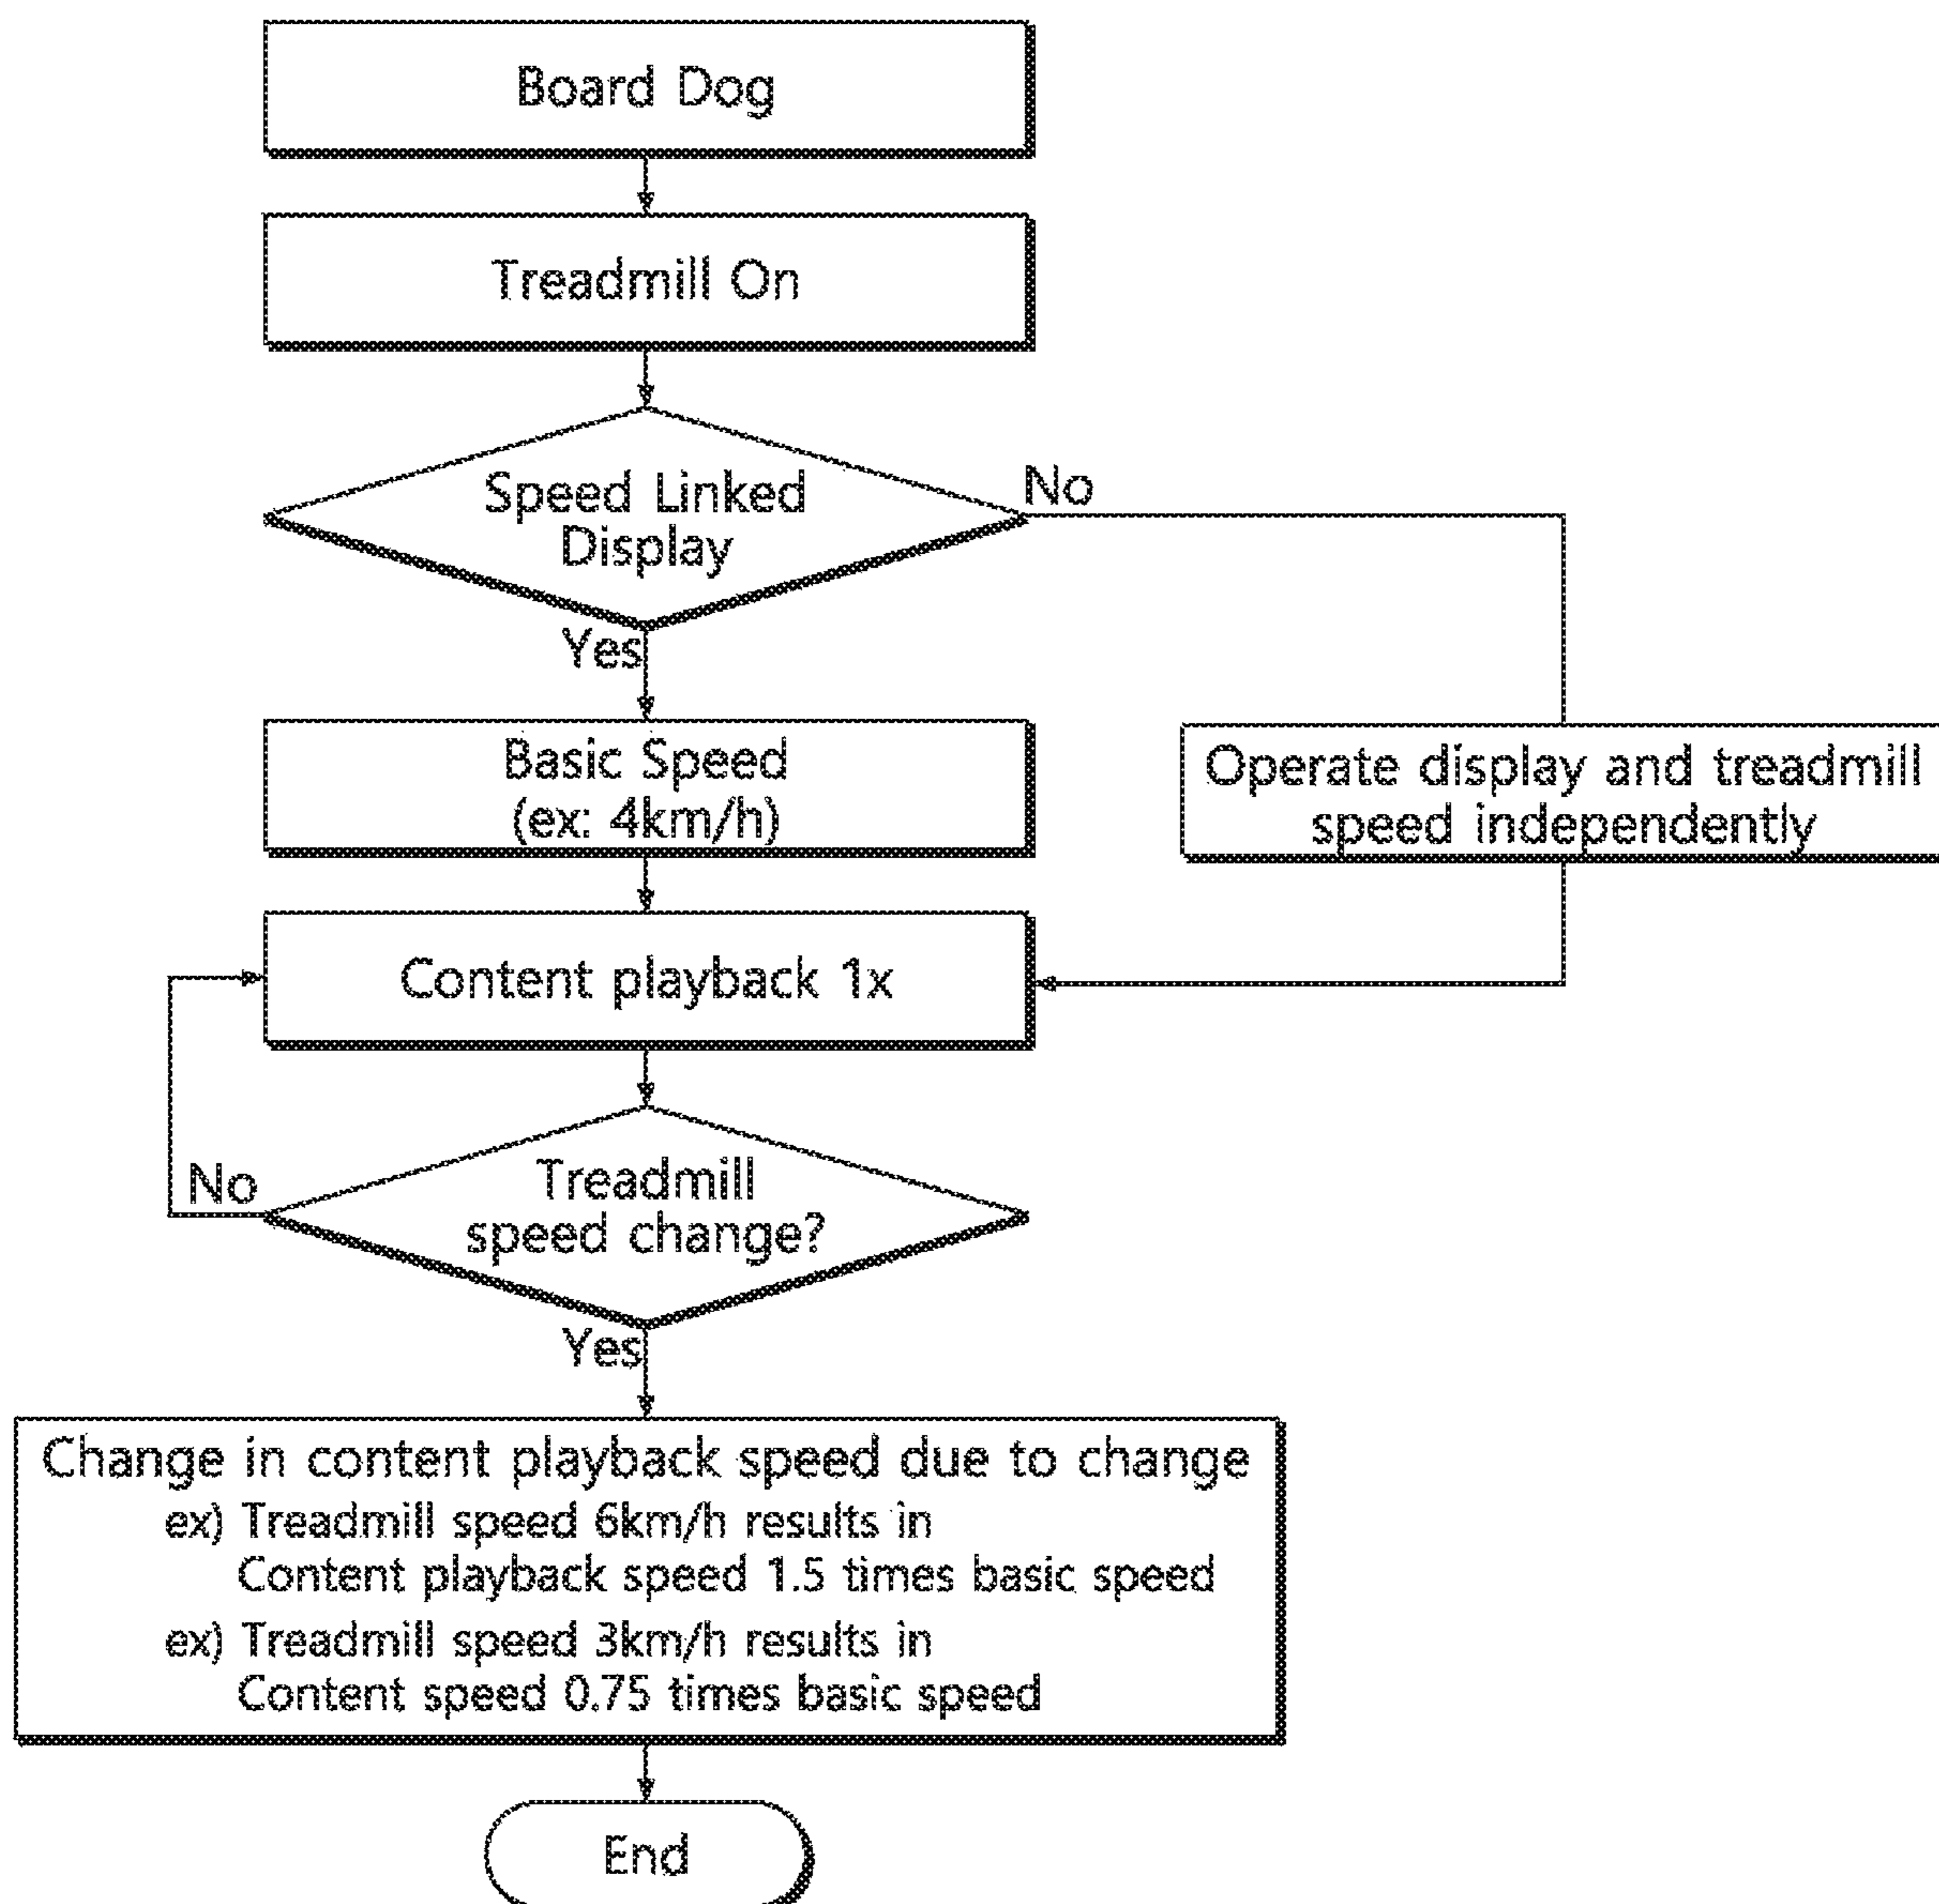 Board Dog
Treadmill On
Speed Linked
Display
No
Yes
Basic Speed
(ex: 4km/h)
Operate display and treadmill
speed independently
Content playback 1x
No
Treadmill
speed change?
Yes
Change in content playback speed due to change
ex) Treadmill speed 6km/h results in
Content playback speed 1.5 times basic speed
ex) Treadmill speed 3km/h results in
Content speed 0.75 times basic speed
End